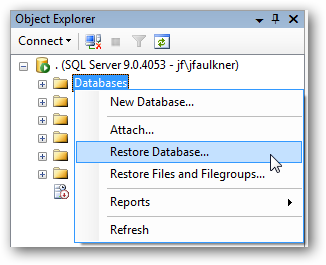 Object Explorer
Connect
. (SQL Server 9.0.4053 - jf\jfaulkner)
Databases
New Database...
Attach...
Restore Database...
Restore Files and Filegroups...
Reports
Refresh